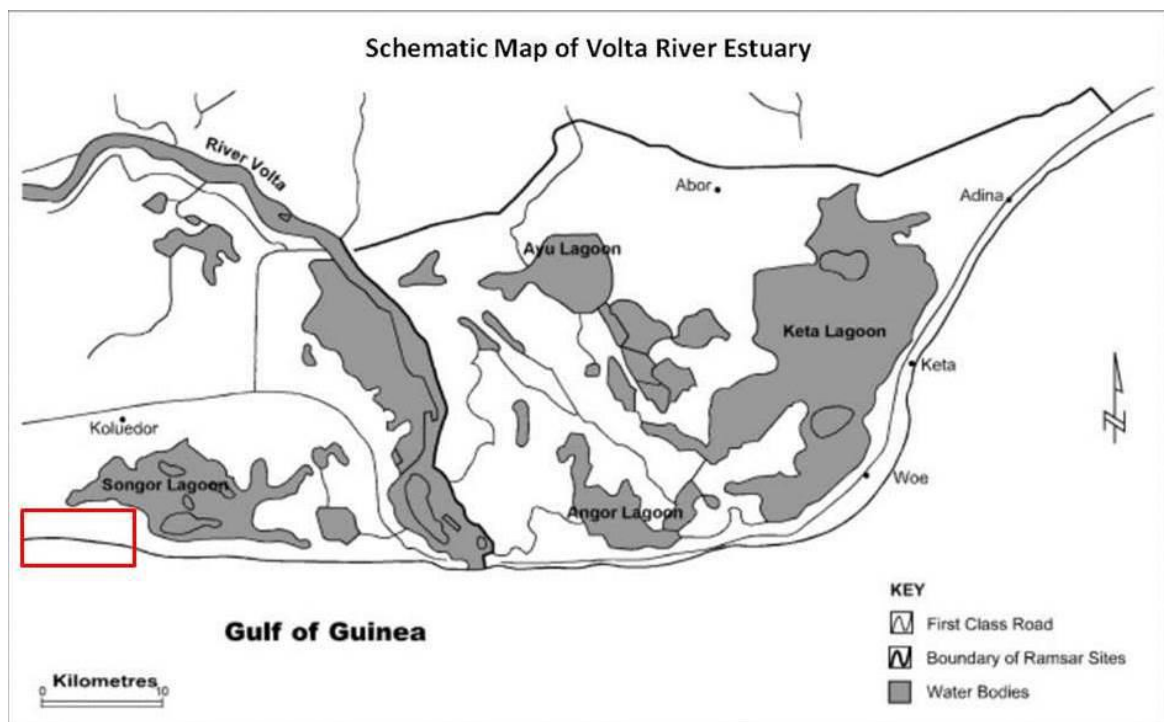 Schematic Map of Volta River Estuary
River Volta
Abor
Adina
Ayu Lagoon
Keta Lagoon
Keta
Koluedor
Songor Lagoon
Woe
Angor Lagoon
N
Gulf of Guinea
KEY
First Class Road
Boundary of Ramsar Sites
Water Bodies
Kilometres
0 10